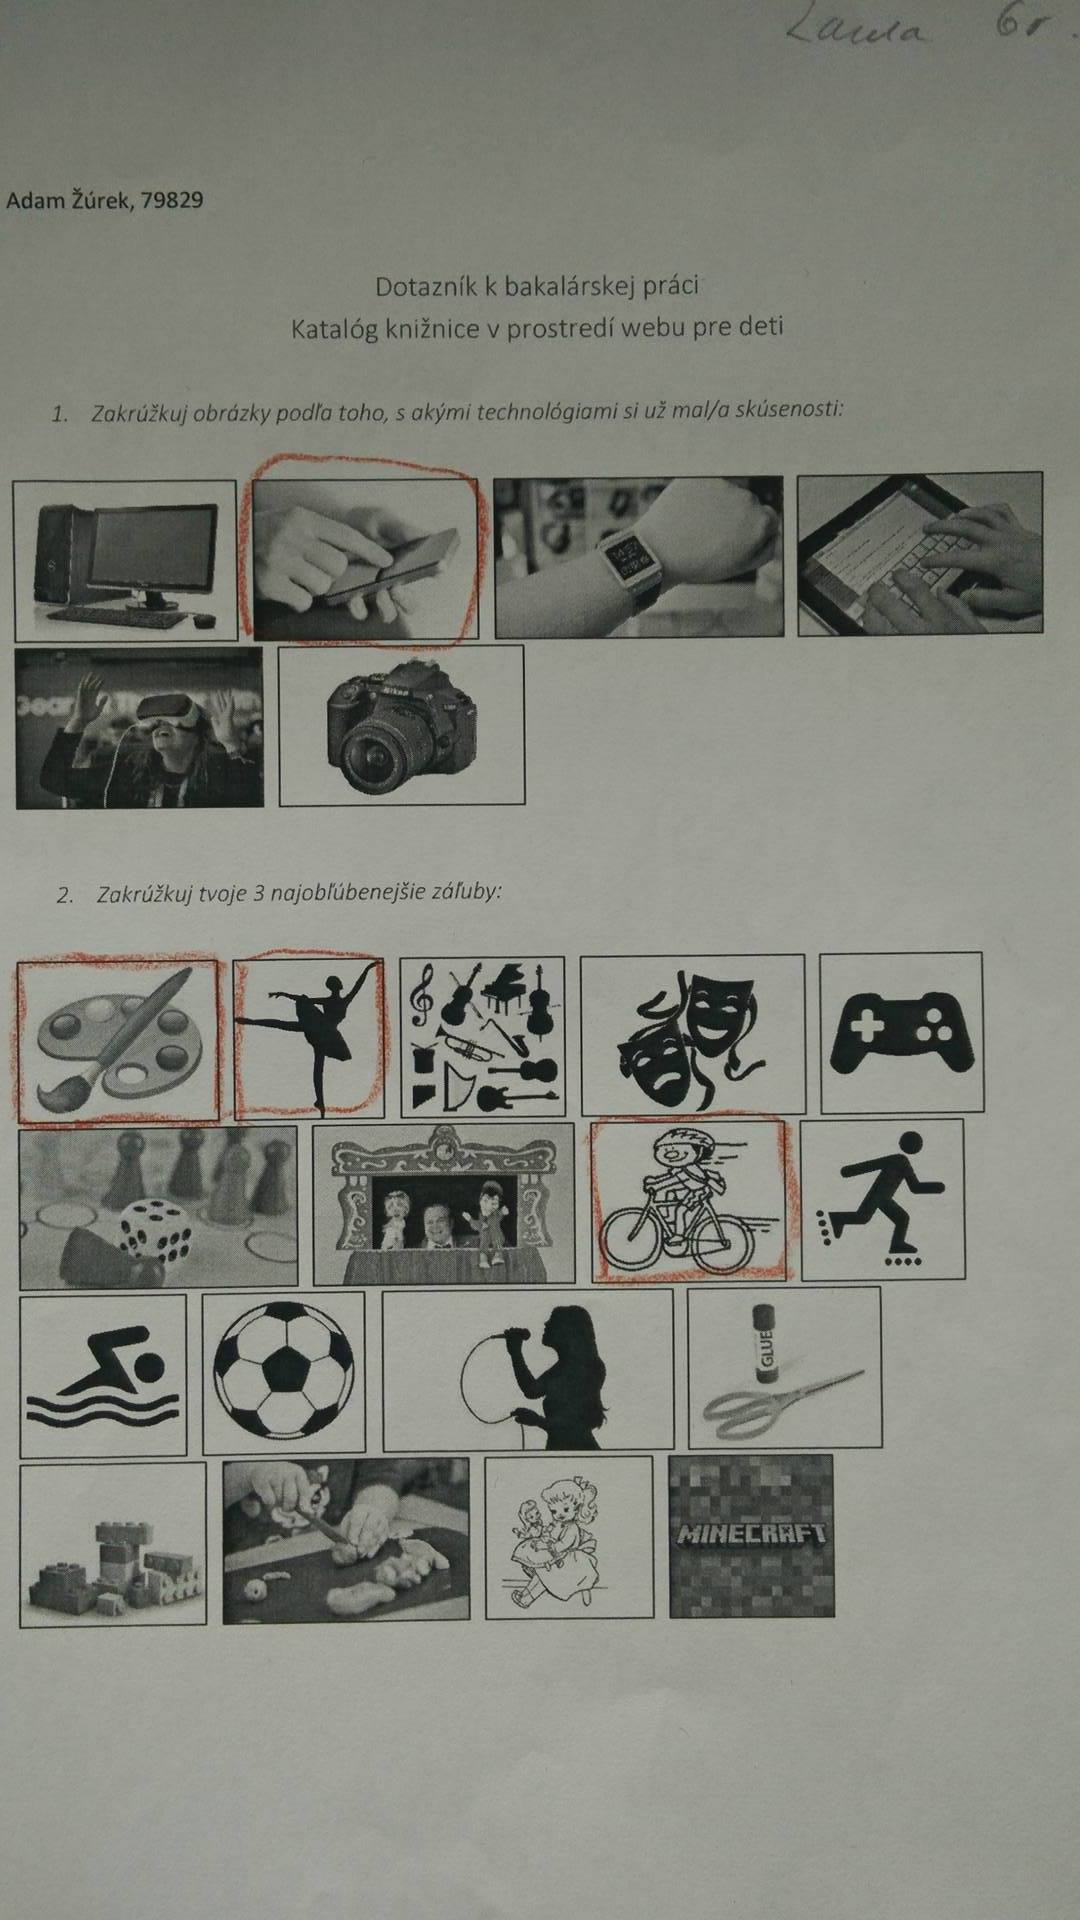 6r.
Adam Žúrek, 79829
Dotazník k bakalárskej práci
Katalóg knižnice v prostredí webu pre deti
1. Zakrúžkuj obrázky podľa toho, s akými technológiami si už mal/a skúsenosti:
Gear
Nikon
2. Zakrúžkuj tvoje 3 najobľúbenejšie záľuby:
GLUE
MINECRAFT